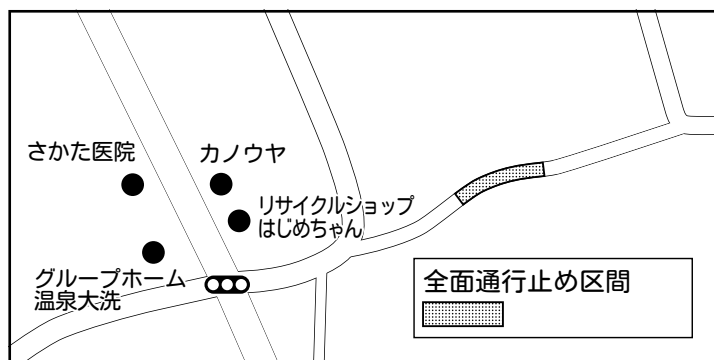 さかた医院
カノウヤ
リサイクルショップ
はじめちゃん
グループホーム
温泉大洗
全面通行止め区間